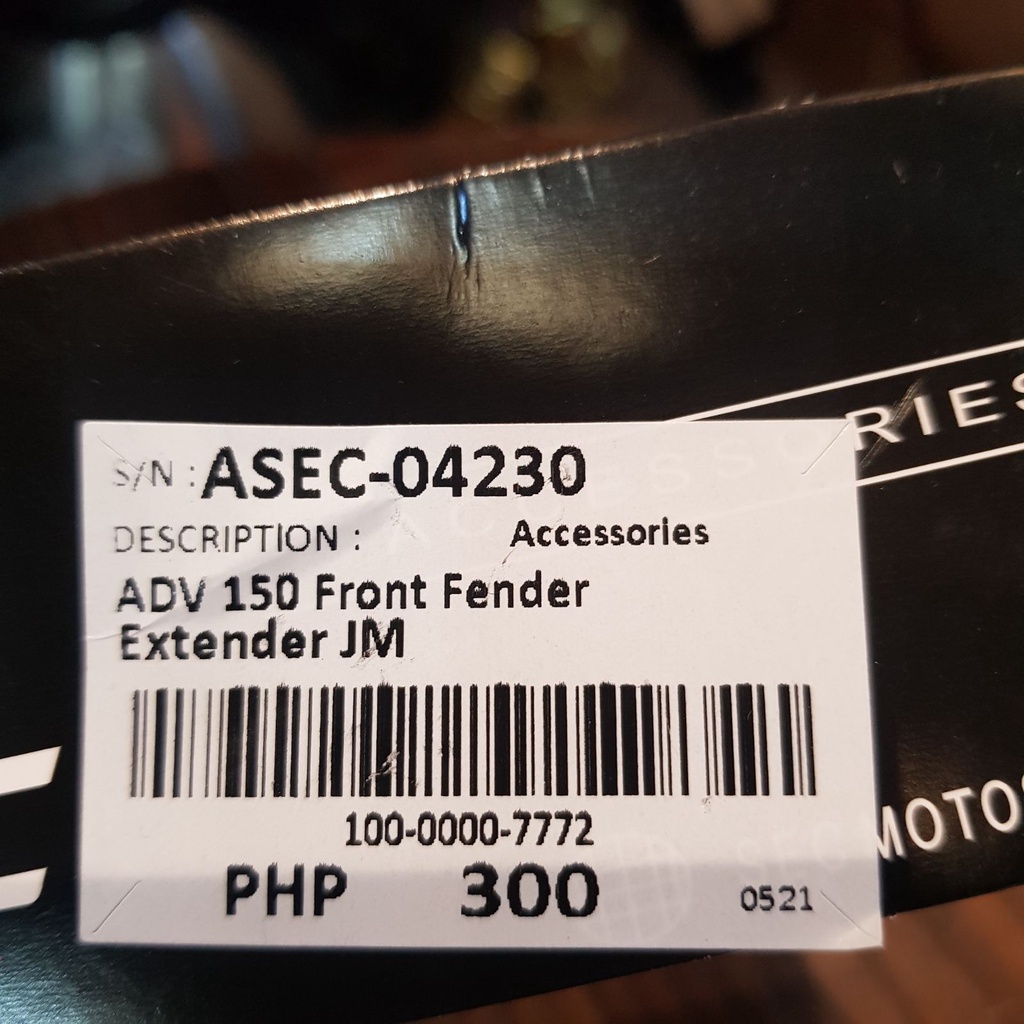 RIES
S/N : ASEC-04230
DESCRIPTION : Accessories
ADV 150 Front Fender
Extender JM
100-0000-7772
PHP 300 0521
MOTO